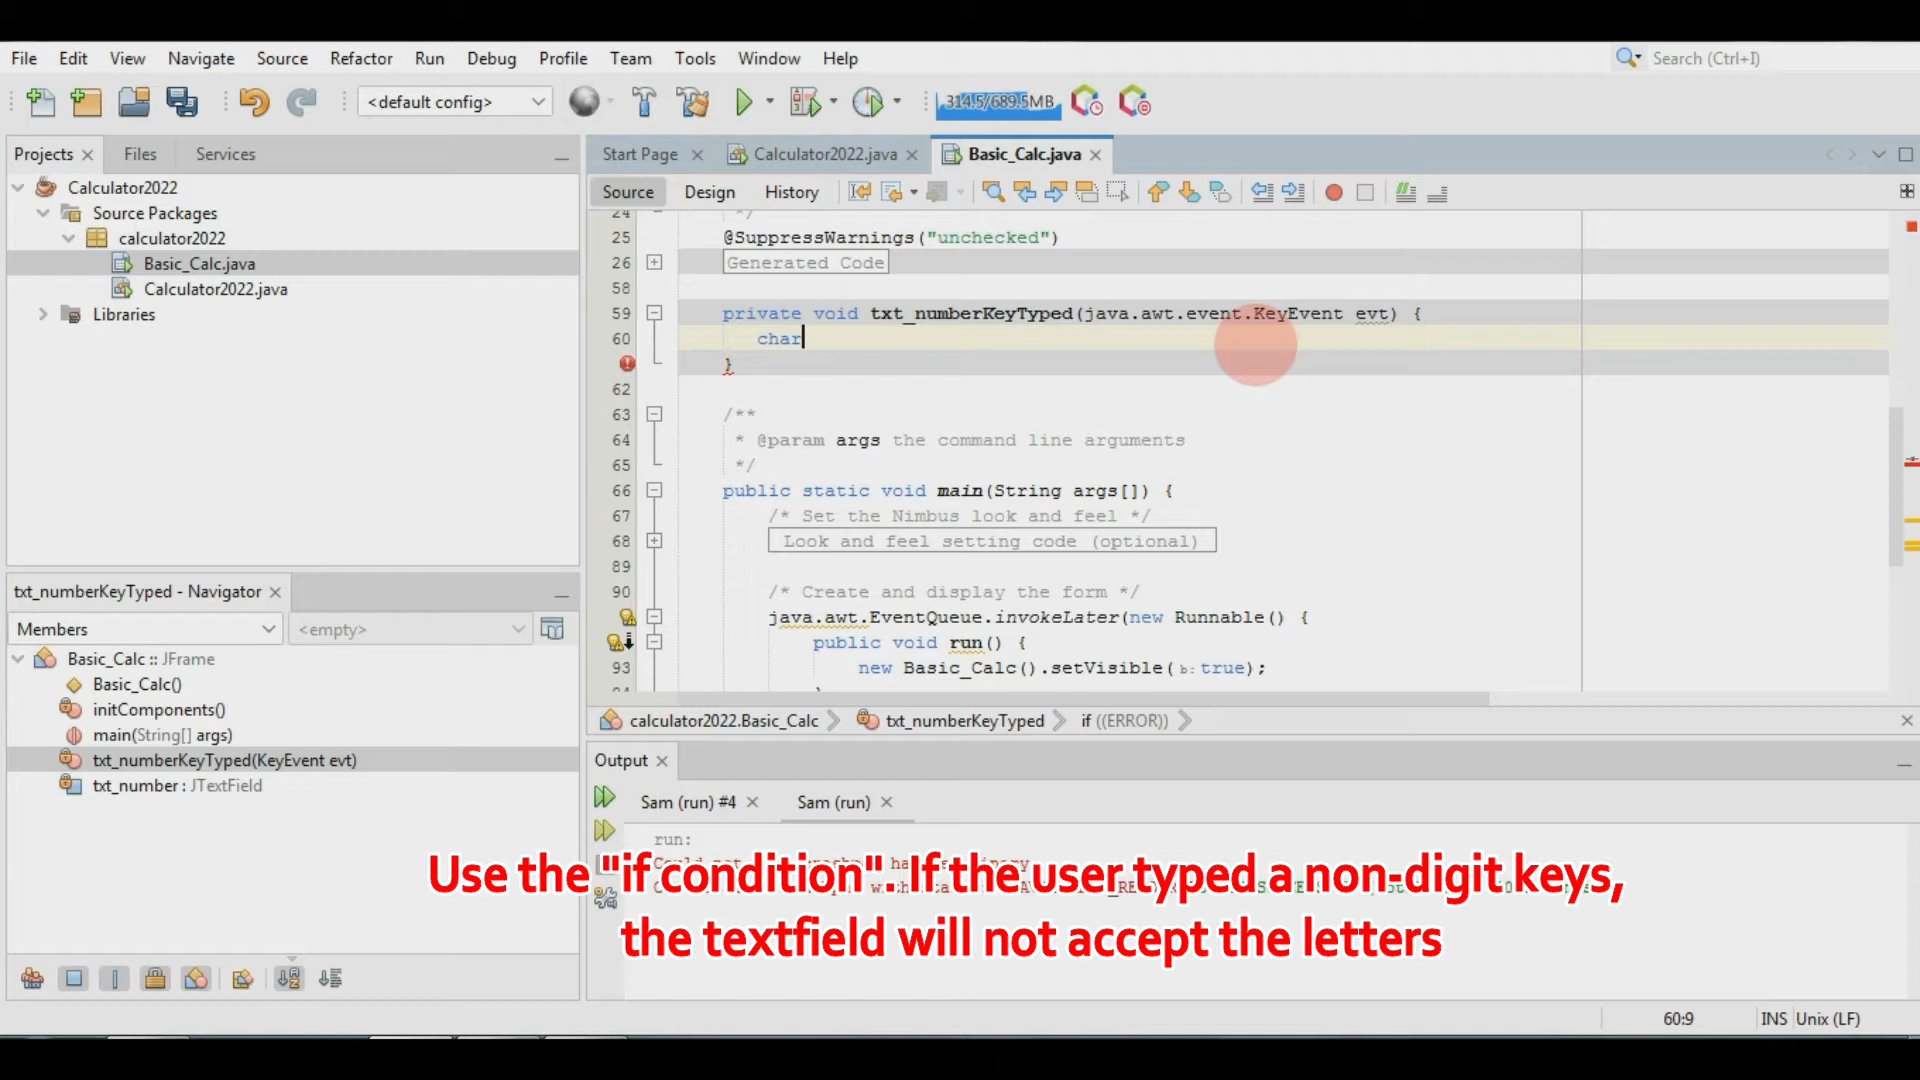 File Edit View Navigate Source Refactor Run Debug Profile Team Tools Window Help
Search (Ctrl+I)
<default config>
314.5/689.5MB
Projects
Files
Services
Calculator2022
Source Packages
calculator2022
Basic_Calc.java
Calculator2022.java
Libraries
txt_numberKeyTyped - Navigator
Members
<empty>
Basic_Calc :: JFrame
Basic_Calc()
initComponents()
main(String[] args)
txt_numberKeyTyped(KeyEvent evt)
txt_number : JTextField
Start Page
Calculator2022.java
Basic_Calc.java
Source
Design
History
24 */
25 @SuppressWarnings("unchecked")
26 Generated Code
58
59 private void txt_numberKeyTyped(java.awt.event.KeyEvent evt) {
60 char
}
62
63 /**
64 * @param args the command line arguments
65 */
66 public static void main(String args[]) {
67 /* Set the Nimbus look and feel */
68 Look and feel setting code (optional)
89
90 /* Create and display the form */
java.awt.EventQueue.invokeLater(new Runnable() {
public void run() {
93 new Basic_Calc().setVisible(b: true);
calculator2022.Basic_Calc
txt_numberKeyTyped
if ((ERROR))
Output
Sam (run) #4
Sam (run)
run:
Use the "if condition". If the user typed a non-digit keys,
the textfield will not accept the letters
60:9
INS
Unix (LF)